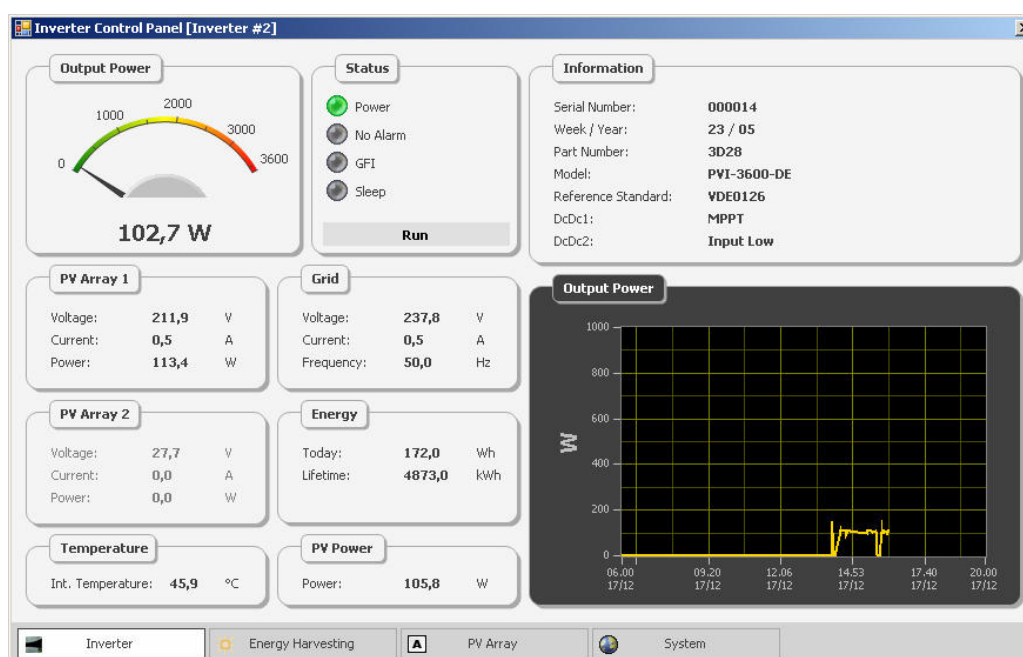 Inverter Control Panel [Inverter #2]
Output Power
0
1000
2000
3000
3600
102,7 W
Status
Power
No Alarm
GFI
Sleep
Run
Information
Serial Number: 000014
Week / Year: 23 / 05
Part Number: 3D28
Model: PVI-3600-DE
Reference Standard: VDE0126
DcDc1: MPPT
DcDc2: Input Low
PV Array 1
Voltage: 211,9 V
Current: 0,5 A
Power: 113,4 W
Grid
Voltage: 237,8 V
Current: 0,5 A
Frequency: 50,0 Hz
Output Power
1000
800
600
400
200
0
W
06.00 09.20 12.06 14.53 17.40 20.00
17/12 17/12 17/12 17/12 17/12 17/12
PV Array 2
Voltage: 27,7 V
Current: 0,0 A
Power: 0,0 W
Energy
Today: 172,0 Wh
Lifetime: 4873,0 kWh
Temperature
Int. Temperature: 45,9 °C
PV Power
Power: 105,8 W
Inverter
Energy Harvesting
A PV Array
System